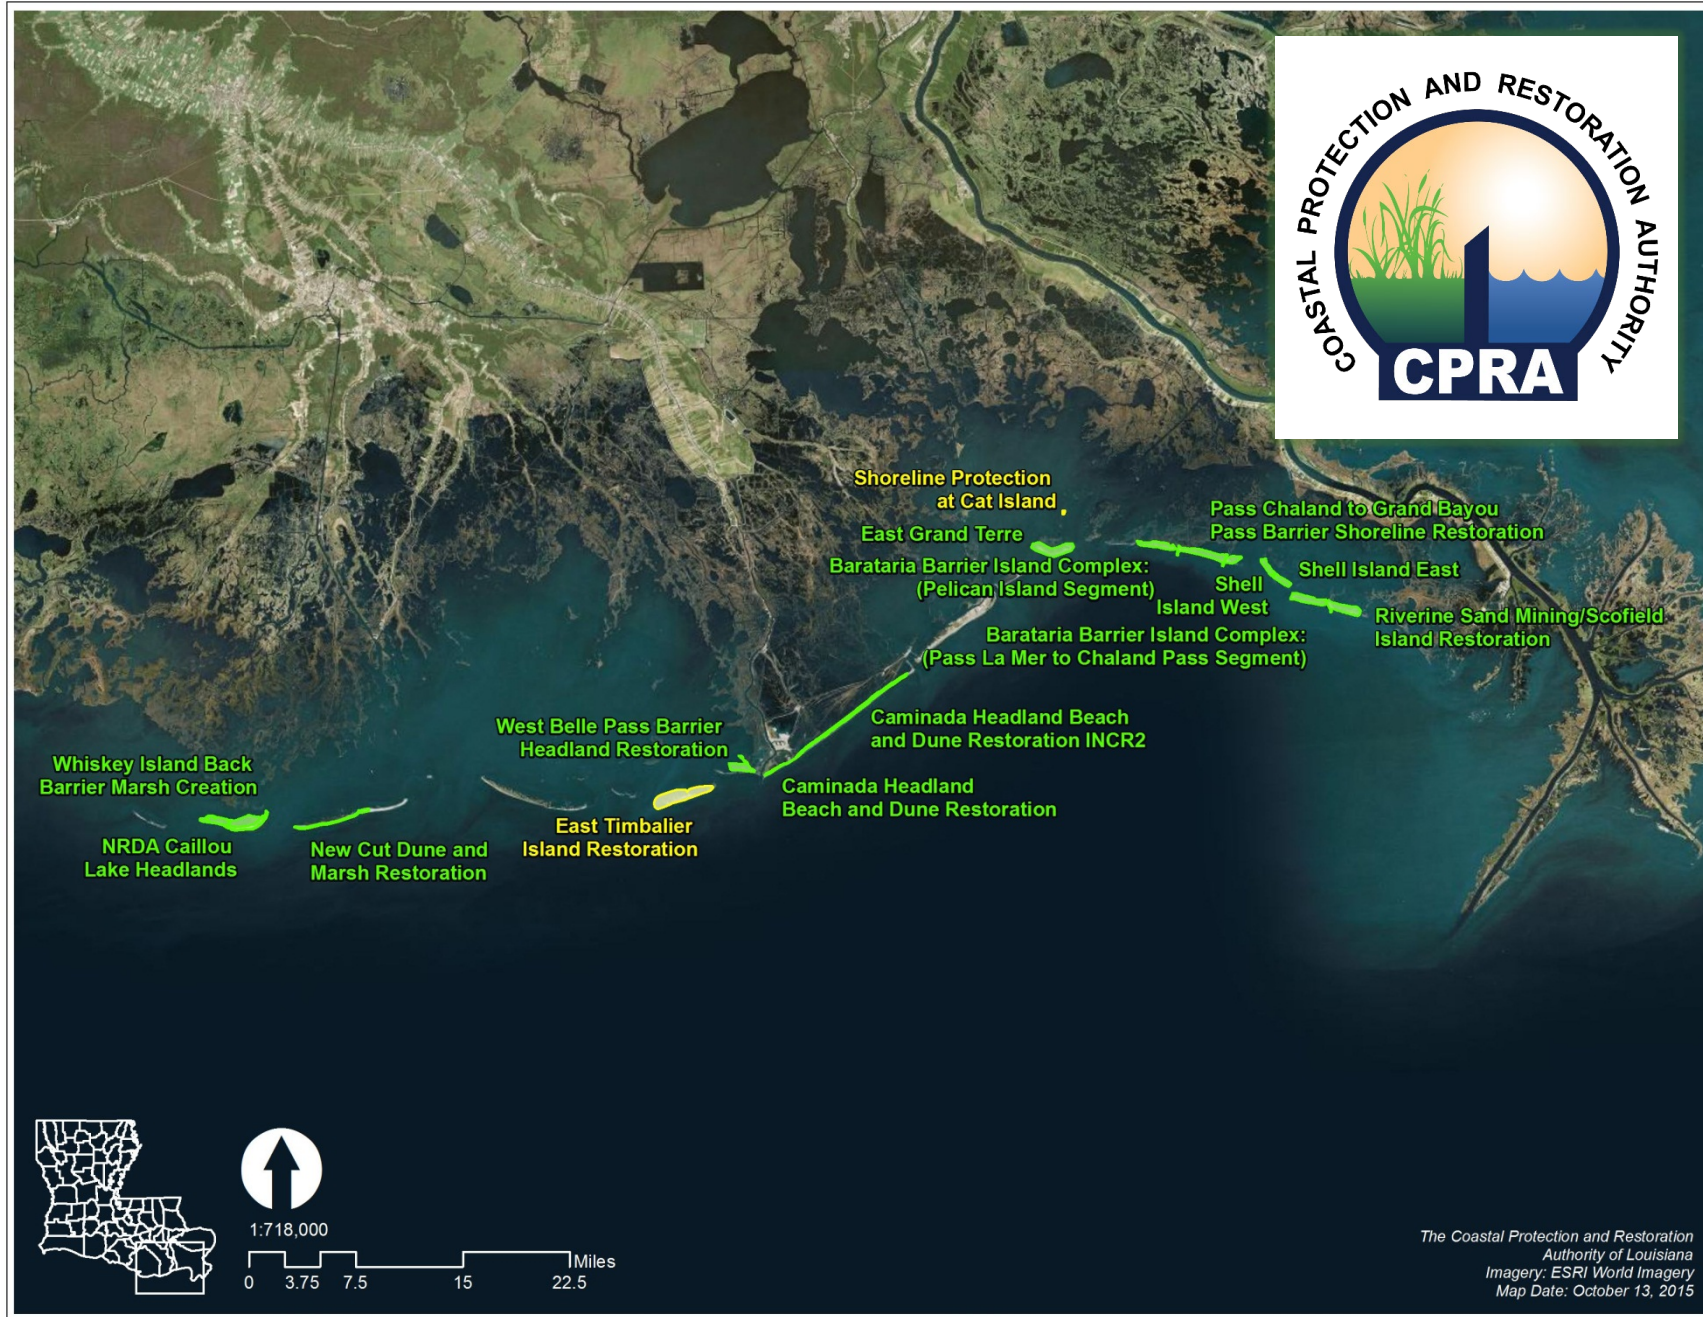 COASTAL PROTECTION AND RESTORATION AUTHORITY
CPRA
Shoreline Protection
at Cat Island
East Grand Terre
Barataria Barrier Island Complex:
(Pelican Island Segment)
Pass Chaland to Grand Bayou
Pass Barrier Shoreline Restoration
Shell Island East
Shell
Island West
Riverine Sand Mining/Scofield
Island Restoration
Barataria Barrier Island Complex:
(Pass La Mer to Chaland Pass Segment)
Caminada Headland Beach
and Dune Restoration INCR2
West Belle Pass Barrier
Headland Restoration
Caminada Headland
Beach and Dune Restoration
Whiskey Island Back
Barrier Marsh Creation
NRDA Caillou
Lake Headlands
New Cut Dune and
Marsh Restoration
East Timbalier
Island Restoration
1:718,000
Miles
0 3.75 7.5 15 22.5
The Coastal Protection and Restoration
Authority of Louisiana
Imagery: ESRI World Imagery
Map Date: October 13, 2015